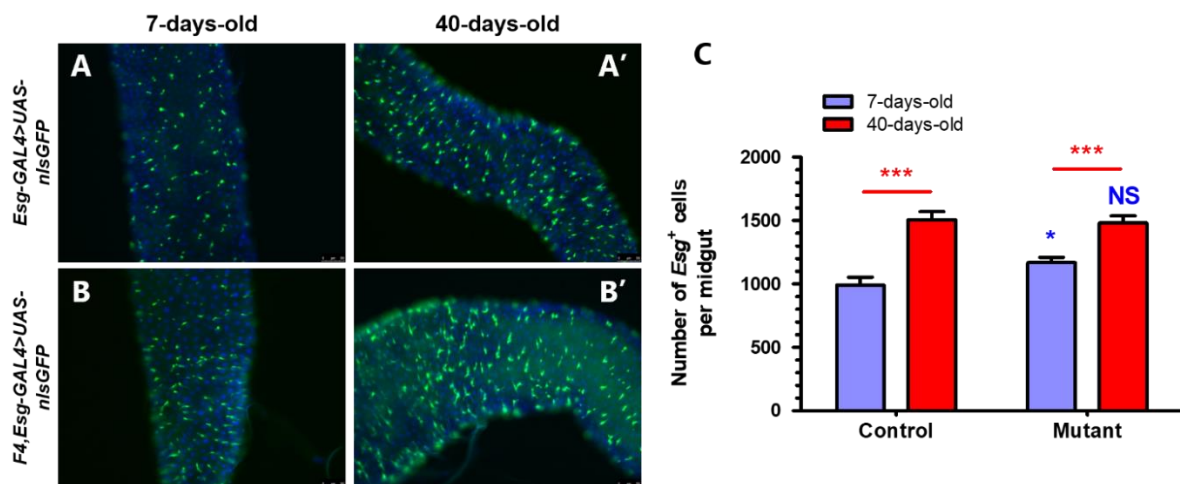 7-days-old
40-days-old
Esg-GAL4>UAS-
nlsGFP
A
A′
F4,Esg-GAL4>UAS-
nlsGFP
B
B′
C
7-days-old
40-days-old
Number of Esg+ cells
per midgut
2000
1500
1000
500
0
***
***
*
NS
Control
Mutant